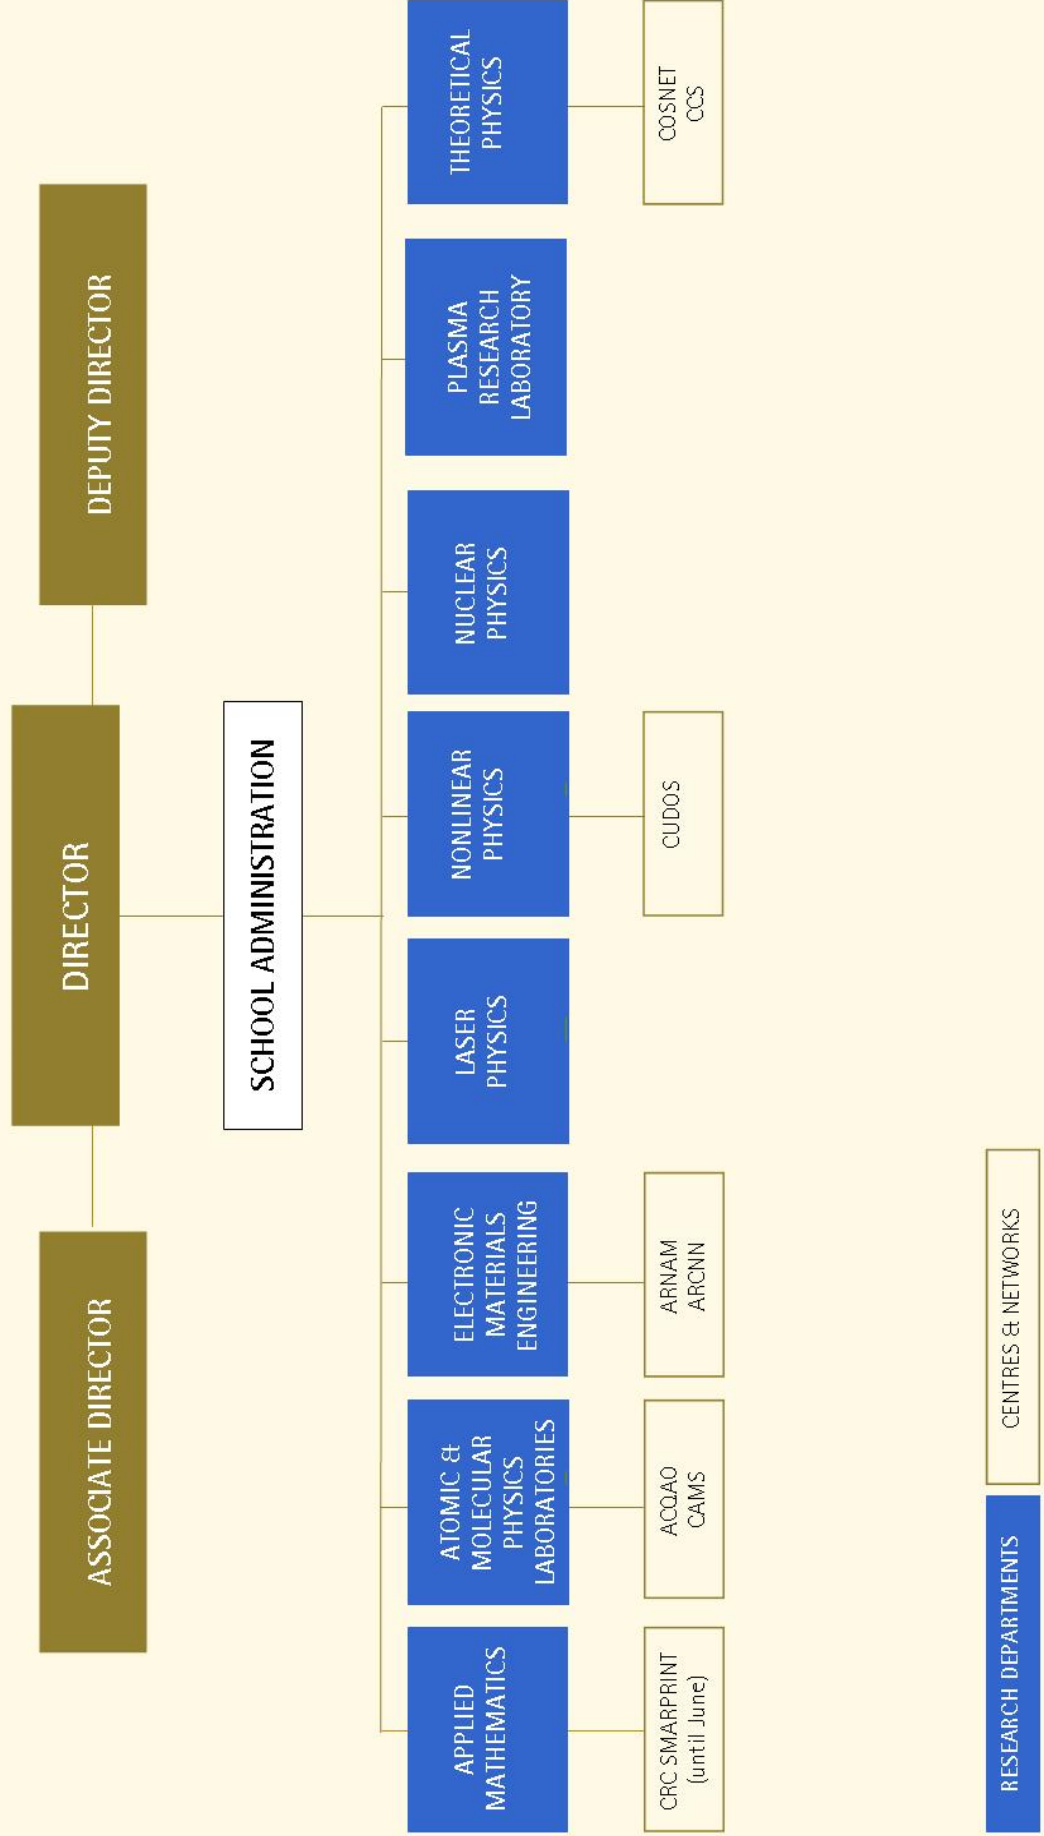 ASSOCIATE DIRECTOR
DIRECTOR
DEPUTY DIRECTOR
SCHOOL ADMINISTRATION
APPLIED
MATHEMATICS
ATOMIC &
MOLECULAR
PHYSICS
LABORATORIES
ELECTRONIC
MATERIALS
ENGINEERING
LASER
PHYSICS
NONLINEAR
PHYSICS
NUCLEAR
PHYSICS
PLASMA
RESEARCH
LABORATORY
THEORETICAL
PHYSICS
CRC SMARPRINT
(until June)
ACQAO
CAMS
ARNAM
ARCNN
CUDOS
COSNET
CCS
RESEARCH DEPARTMENTS
CENTRES & NETWORKS